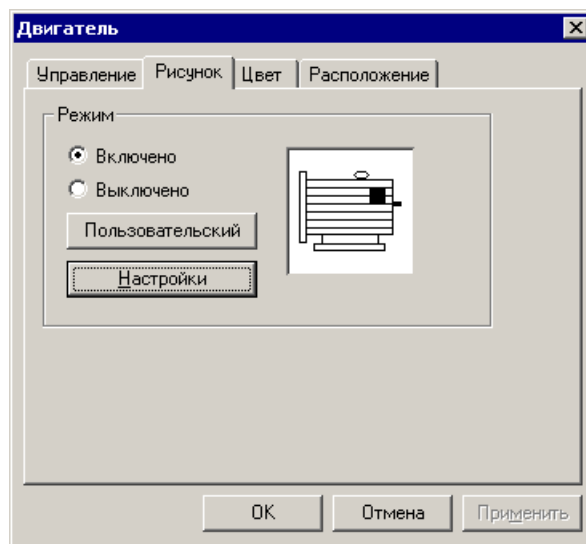 Двигатель
Управление Рисунок Цвет Расположение
Режим
Включено
Выключено
Пользовательский
Настройки
OK Отмена Применить